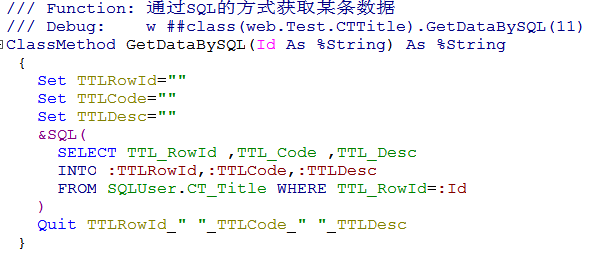 /// Function: 通过SQL的方式获取某条数据
/// Debug:    w ##class(web.Test.CTTitle).GetDataBySQL(11)
ClassMethod GetDataBySQL(Id As %String) As %String
{
Set TTLRowId=""
Set TTLCode=""
Set TTLDesc=""
&SQL(
SELECT TTL_RowId ,TTL_Code ,TTL_Desc
INTO :TTLRowId,:TTLCode,:TTLDesc
FROM SQLUser.CT_Title WHERE TTL_RowId=:Id
)
Quit TTLRowId_" "_TTLCode_" "_TTLDesc
}